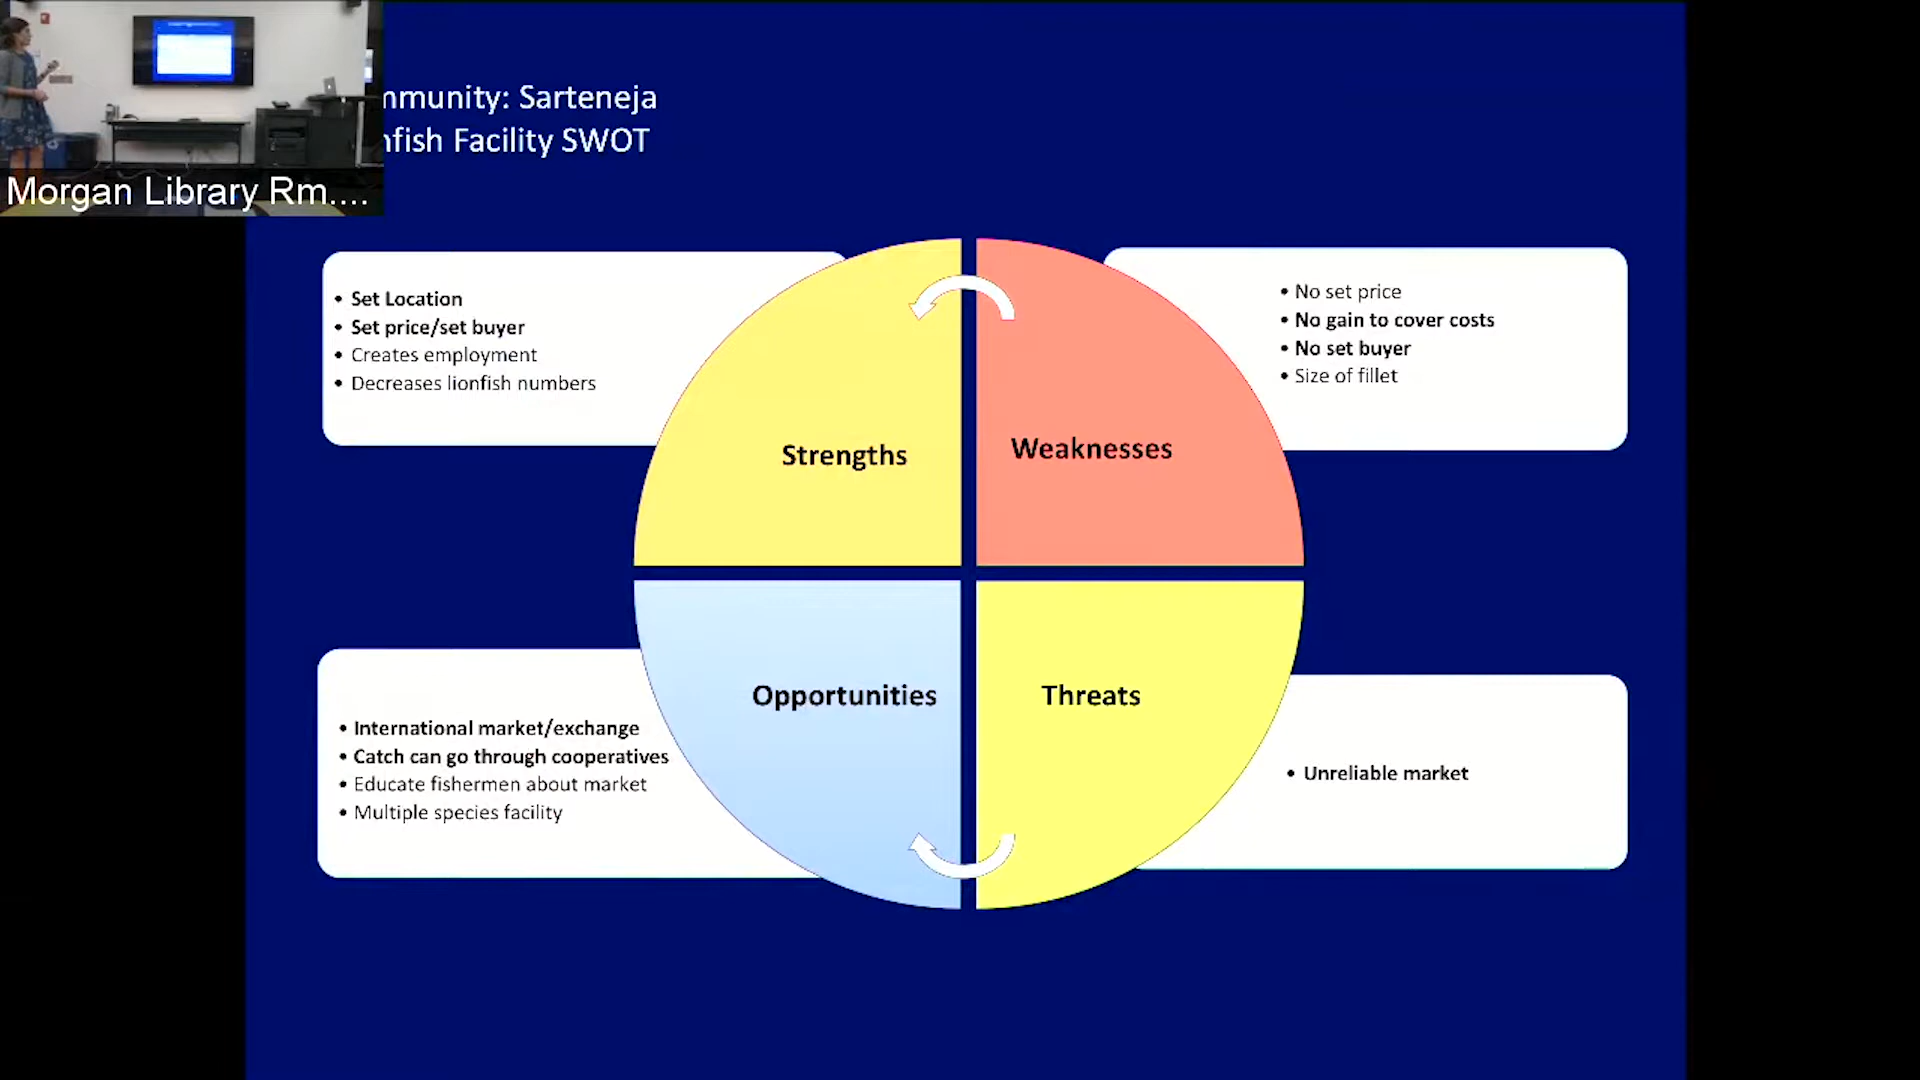 mmunity: Sarteneja
nfish Facility SWOT
Morgan Library Rm....
• Set Location
• Set price/set buyer
• Creates employment
• Decreases lionfish numbers
• No set price
• No gain to cover costs
• No set buyer
• Size of fillet
Strengths
Weaknesses
Opportunities
Threats
• International market/exchange
• Catch can go through cooperatives
• Educate fishermen about market
• Multiple species facility
• Unreliable market